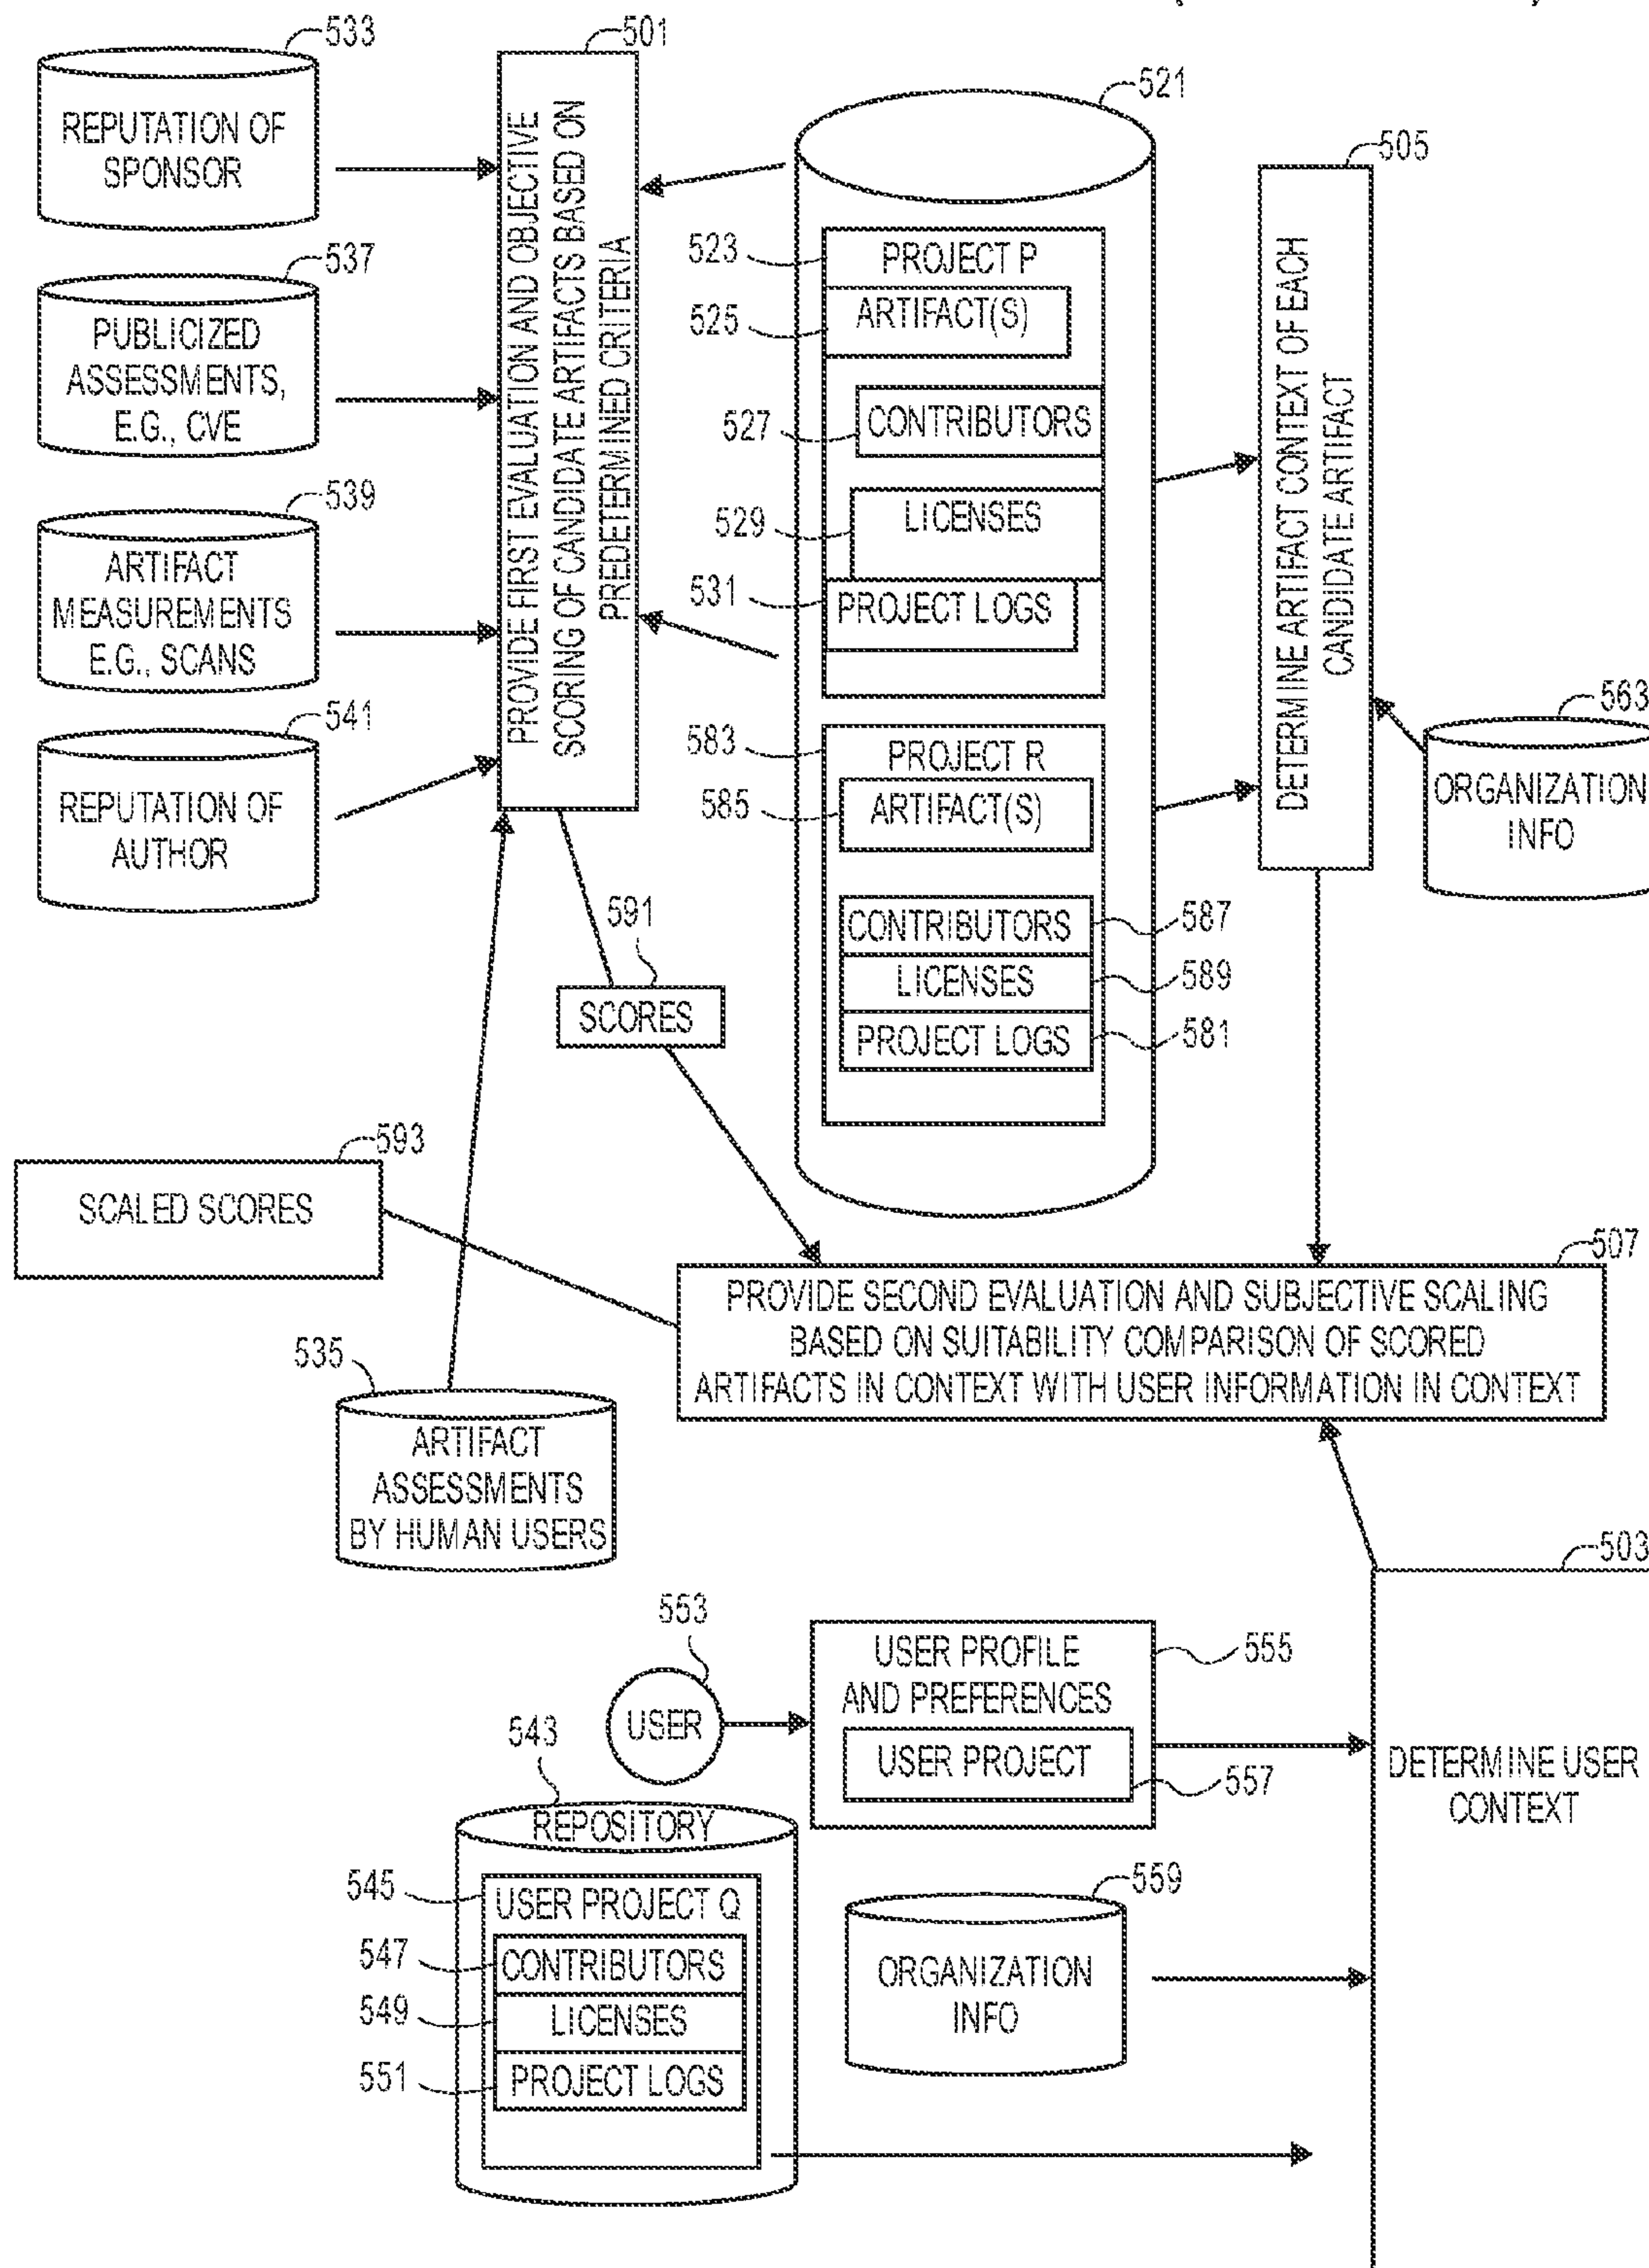 533
REPUTATION OF
SPONSOR
537
PUBLICIZED
ASSESSMENTS,
E.G., CVE
539
ARTIFACT
MEASUREMENTS
E.G., SCANS
541
REPUTATION OF
AUTHOR
501
PROVIDE FIRST EVALUATION AND OBJECTIVE
SCORING OF CANDIDATE ARTIFACTS BASED ON
PREDETERMINED CRITERIA
521
523
PROJECT P
525
ARTIFACT(S)
527
CONTRIBUTORS
529
LICENSES
531
PROJECT LOGS
583
PROJECT R
585
ARTIFACT(S)
CONTRIBUTORS
587
LICENSES
589
PROJECT LOGS
581
505
DETERMINE ARTIFACT CONTEXT OF EACH
CANDIDATE ARTIFACT
563
ORGANIZATION
INFO
591
SCORES
593
SCALED SCORES
507
PROVIDE SECOND EVALUATION AND SUBJECTIVE SCALING
BASED ON SUITABILITY COMPARISON OF SCORED
ARTIFACTS IN CONTEXT WITH USER INFORMATION IN CONTEXT
535
ARTIFACT
ASSESSMENTS
BY HUMAN USERS
503
DETERMINE USER
CONTEXT
553
USER
555
USER PROFILE
AND PREFERENCES
USER PROJECT
557
543
REPOSITORY
545
USER PROJECT Q
547
CONTRIBUTORS
549
LICENSES
551
PROJECT LOGS
559
ORGANIZATION
INFO